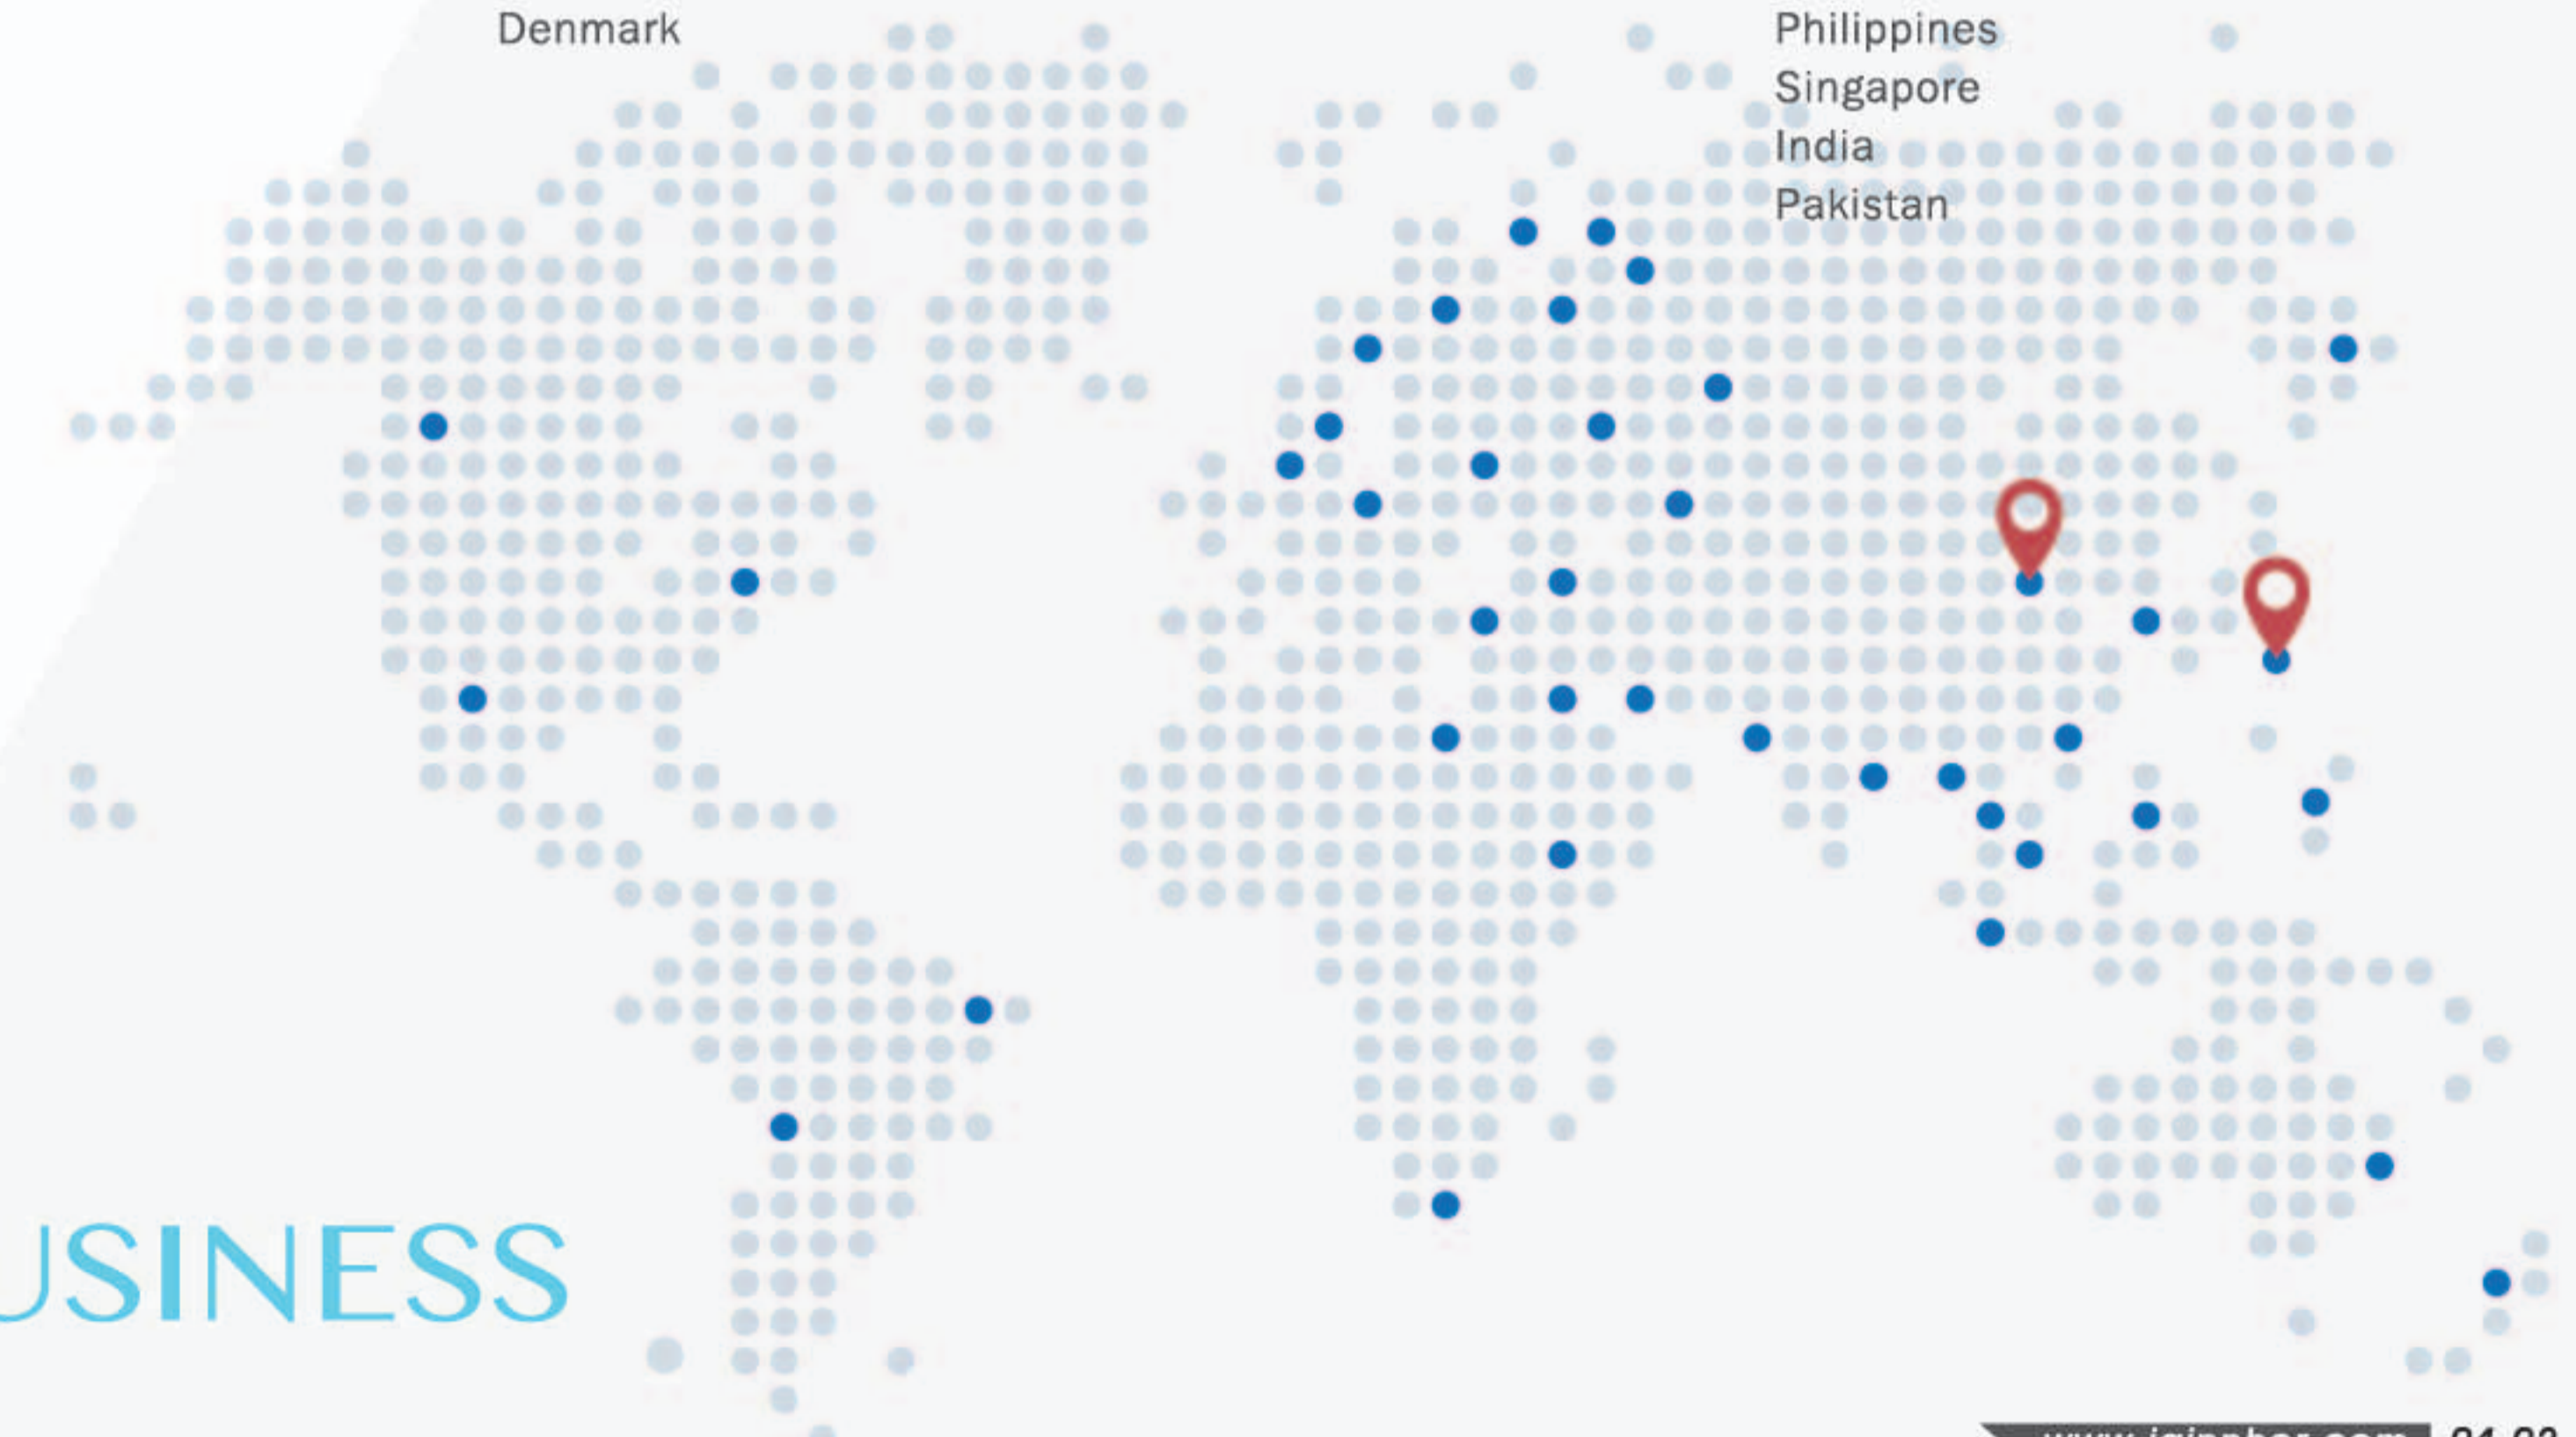 Denmark
Philippines
Singapore
India
Pakistan
USINESS